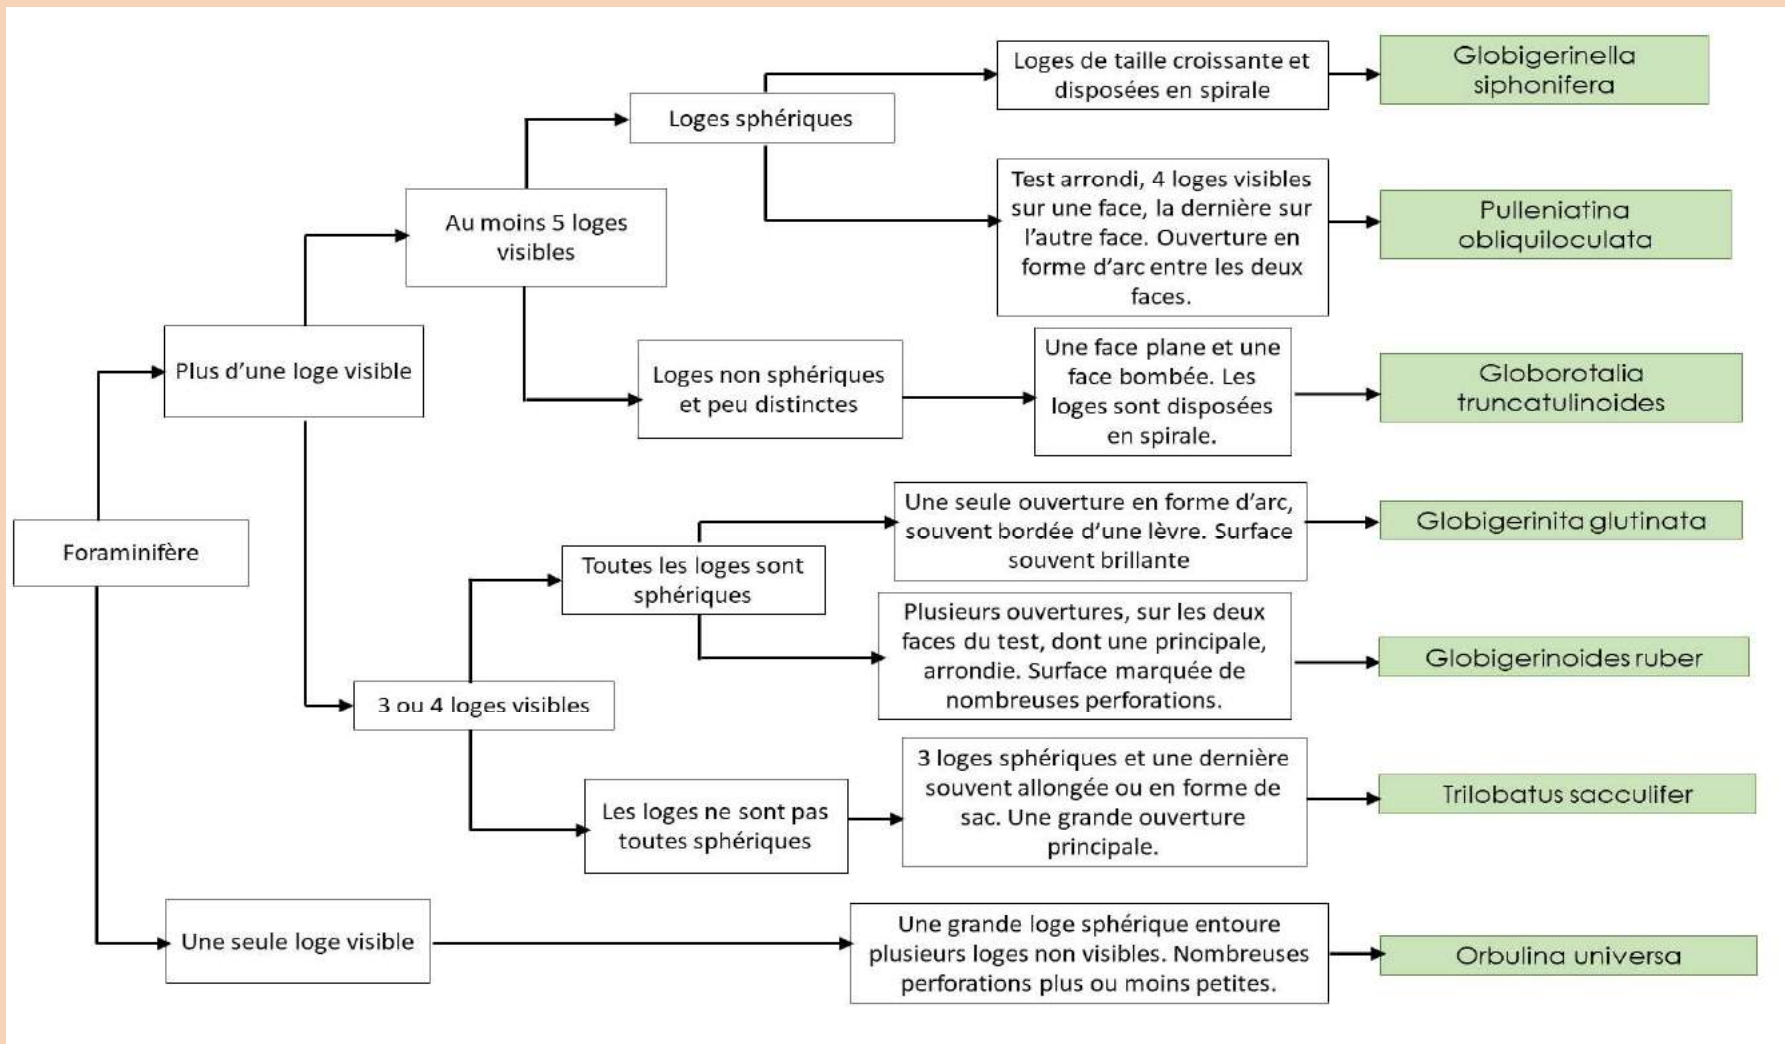 Foraminifère
Plus d'une loge visible
Au moins 5 loges
visibles
Loges sphériques
Loges de taille croissante et
disposées en spirale
Globigerinella
siphonifera
Test arrondi, 4 loges visibles
sur une face, la dernière sur
l'autre face. Ouverture en
forme d'arc entre les deux
faces.
Pulleniatina
obliquiloculata
Loges non sphériques
et peu distinctes
Une face plane et une
face bombée. Les
loges sont disposées
en spirale.
Globorotalia
truncatulinoides
3 ou 4 loges visibles
Toutes les loges sont
sphériques
Une seule ouverture en forme d'arc,
souvent bordée d'une lèvre. Surface
souvent brillante
Globigerinita glutinata
Plusieurs ouvertures, sur les deux
faces du test, dont une principale,
arrondie. Surface marquée de
nombreuses perforations.
Globigerinoides ruber
Les loges ne sont pas
toutes sphériques
3 loges sphériques et une dernière
souvent allongée ou en forme de
sac. Une grande ouverture
principale.
Trilobatus sacculifer
Une seule loge visible
Une grande loge sphérique entoure
plusieurs loges non visibles. Nombreuses
perforations plus ou moins petites.
Orbulina universa